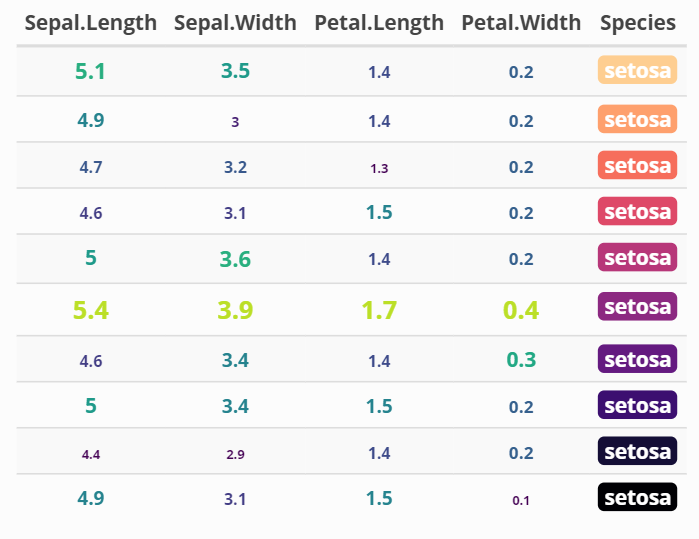 Sepal.Length Sepal.Width Petal.Length Petal.Width Species
5.1 3.5 1.4 0.2 setosa
4.9 3 1.4 0.2 setosa
4.7 3.2 1.3 0.2 setosa
4.6 3.1 1.5 0.2 setosa
5 3.6 1.4 0.2 setosa
5.4 3.9 1.7 0.4 setosa
4.6 3.4 1.4 0.3 setosa
5 3.4 1.5 0.2 setosa
4.4 2.9 1.4 0.2 setosa
4.9 3.1 1.5 0.1 setosa